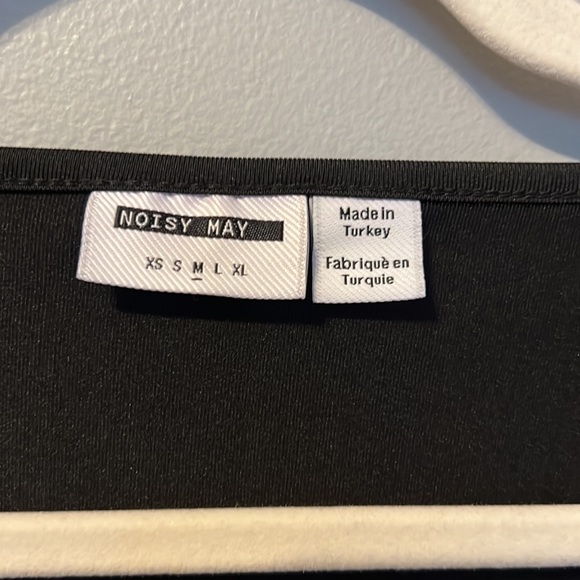 NOISY MAY
XS S M L XL
Made in
Turkey
Fabriquè en
Turquie